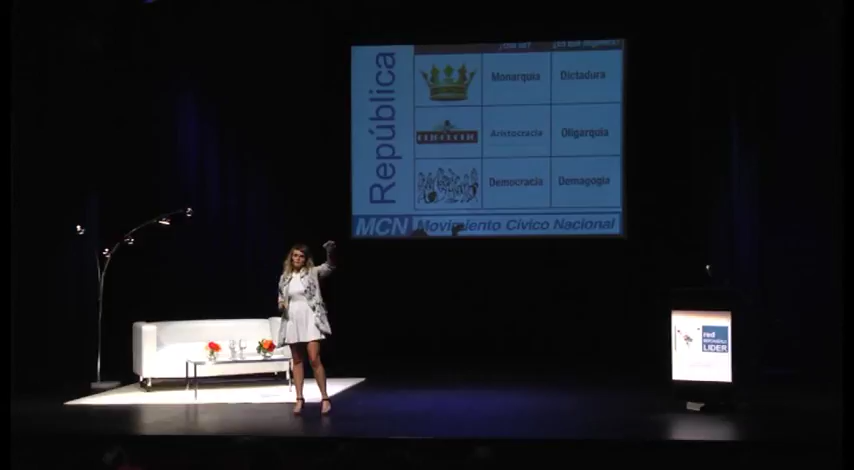 República
Monarquía Dictadura
Aristocracia Oligarquía
Democracia Demagogia
MCN Movimiento Cívico Nacional
red
LIDER